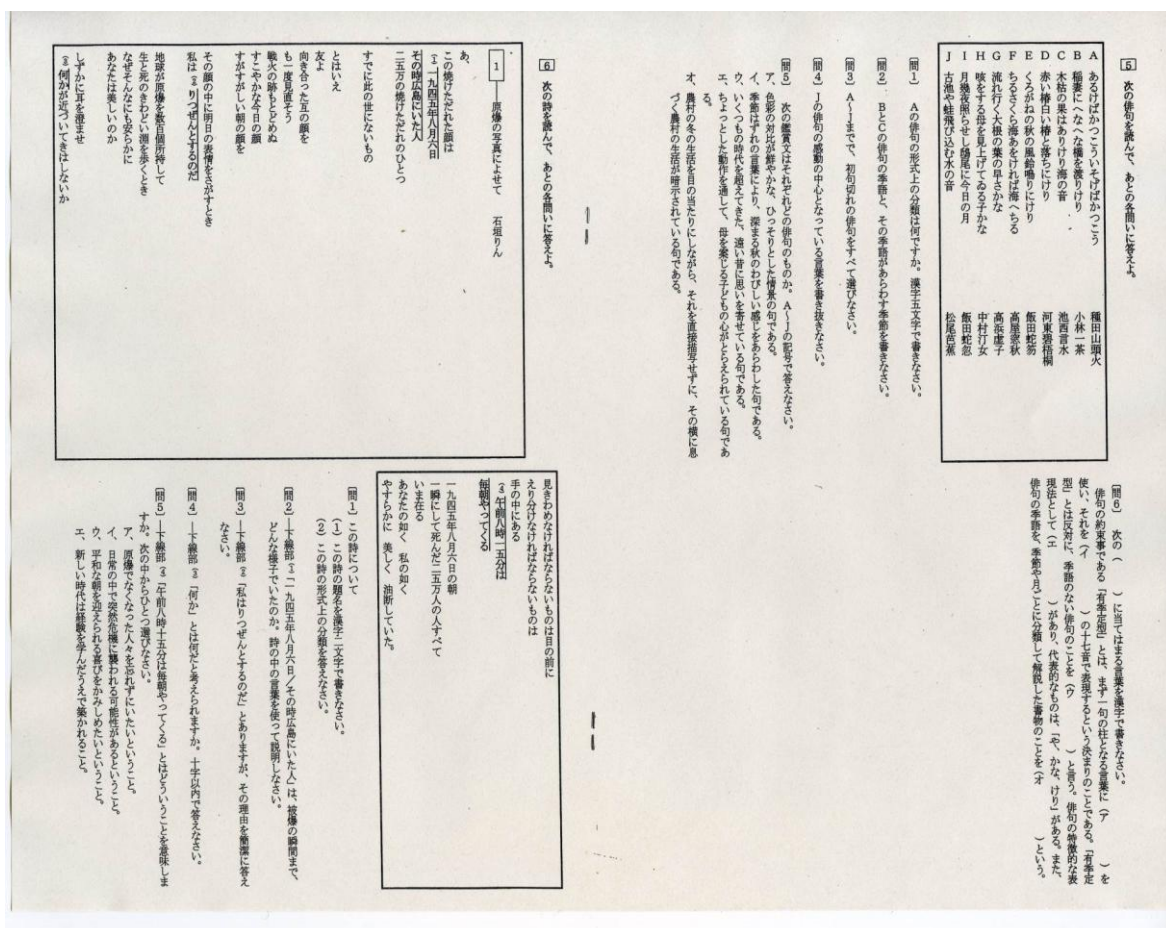 5 次の俳句を読んで、あとの各問いに答えよ。
A あるけばかつこういそげばかつこう 種田山頭火
B 稲妻にへなへな橋を渡りけり 小林一茶
C 木枯の果はありけり海の音 池西言水
D 赤い椿白い椿と落ちにけり 河東碧梧桐
E くろがねの秋の風鈴鳴りにけり 飯田蛇笏
F ちるさくら海あをければ海へちる 高屋窓秋
G 流れ行く大根の葉の早さかな 高浜虚子
H 咳をする母を見上げてゐる子かな 中村汀女
I 月幾夜照らせし鴟尾に今日の月 飯田蛇忽
J 古池や蛙飛び込む水の音 松尾芭蕉
[問1] Aの俳句の形式上の分類は何ですか。漢字五文字で書きなさい。
[問2] BとCの俳句の季語と、その季語があらわす季節を書きなさい。
[問3] A~Jまでで、初句切れの俳句をすべて選びなさい。
[問4] Jの俳句の感動の中心となっている言葉を書き抜きなさい。
[問5] 次の鑑賞文はそれぞれどの俳句のものか。A~Jの記号で答えなさい。
ア、色彩の対比が鮮やかな、ひっそりとした情景の句である。
イ、季節はずれの言葉により、深まる秋のわびしい感じをあらわした句である。
ウ、いくつもの時代を超えてきた、遠い昔に思いを寄せている句である。
エ、ちょっとした動作を通して、母を案じる子どもの心がとらえられている句であ
る。
オ、農村の冬の生活を目の当たりにしながら、それを直接描写せずに、その横に息
づく農村の生活が暗示されている句である。
[問6] 次の( )に当てはまる言葉を漢字で書きなさい。
俳句の約束事である「有季定型」とは、まず一句の柱となる言葉に(ア )を
使い、それを(イ )の十七音で表現するという決まりのことである。「有季定
型」とは反対に、季語のない俳句のことを(ウ )と言う。俳句の特徴的な表
現法として(エ )があり、代表的なものは、「や、かな、けり」がある。また、
俳句の季語を、季節や月ごとに分類して解説した書物のことを(オ )という。
6 次の詩を読んで、あとの各問いに答えよ。
1 ―原爆の写真によせて 石垣りん
あ、
この焼けただれた顔は
(1)一九四五年八月六日
その時広島にいた人
二五万の焼けただれのひとつ
すでに此の世にないもの
とはいえ
友よ
向き合った互の顔を
も一度見直そう
戦火の跡もとどめぬ
すこやかな今日の顔
すがすがしい朝の顔を
その顔の中に明日の表情をさがすとき
私は(2)りつぜんとするのだ
地球が原爆を数百個所持して
生と死のきわどい淵を歩くとき
なぜそんなにも安らかに
あなたは美しいのか
しずかに耳を澄ませ
(3)何かが近づいてきはしないか
見きわめなければならないものは目の前に
えり分けなければならないものは
手の中にある
(4)午前八時一五分は
毎朝やってくる
一九四五年八月六日の朝
一瞬にして死んだ二五万人の人すべて
いま在る
あなたの如く 私の如く
やすらかに 美しく 油断していた。
[問1] この詩について
(1) この詩の題名を漢字二文字で書きなさい。
(2) この詩の形式上の分類を答えなさい。
[問2] ―下線部(1)「一九四五年八月六日/その時広島にいた人」は、被爆の瞬間まで、
どんな様子でいたのか。詩の中の言葉を使って説明しなさい。
[問3] ―下線部(2)「私はりつぜんとするのだ」とありますが、その理由を簡潔に答え
なさい。
[問4] ―下線部(3)「何か」とは何だと考えられますか。十字以内で答えなさい。
[問5] ―下線部(4)「午前八時十五分は毎朝やってくる」とはどういうことを意味しま
すか。次の中からひとつ選びなさい。
ア、原爆でなくなった人々を忘れずにいたいということ。
イ、日常の中で突然危機に襲われる可能性があるということ。
ウ、平和な朝を迎えられる喜びをかみしめたいということ。
エ、新しい時代は経験を学んだうえで築かれること。